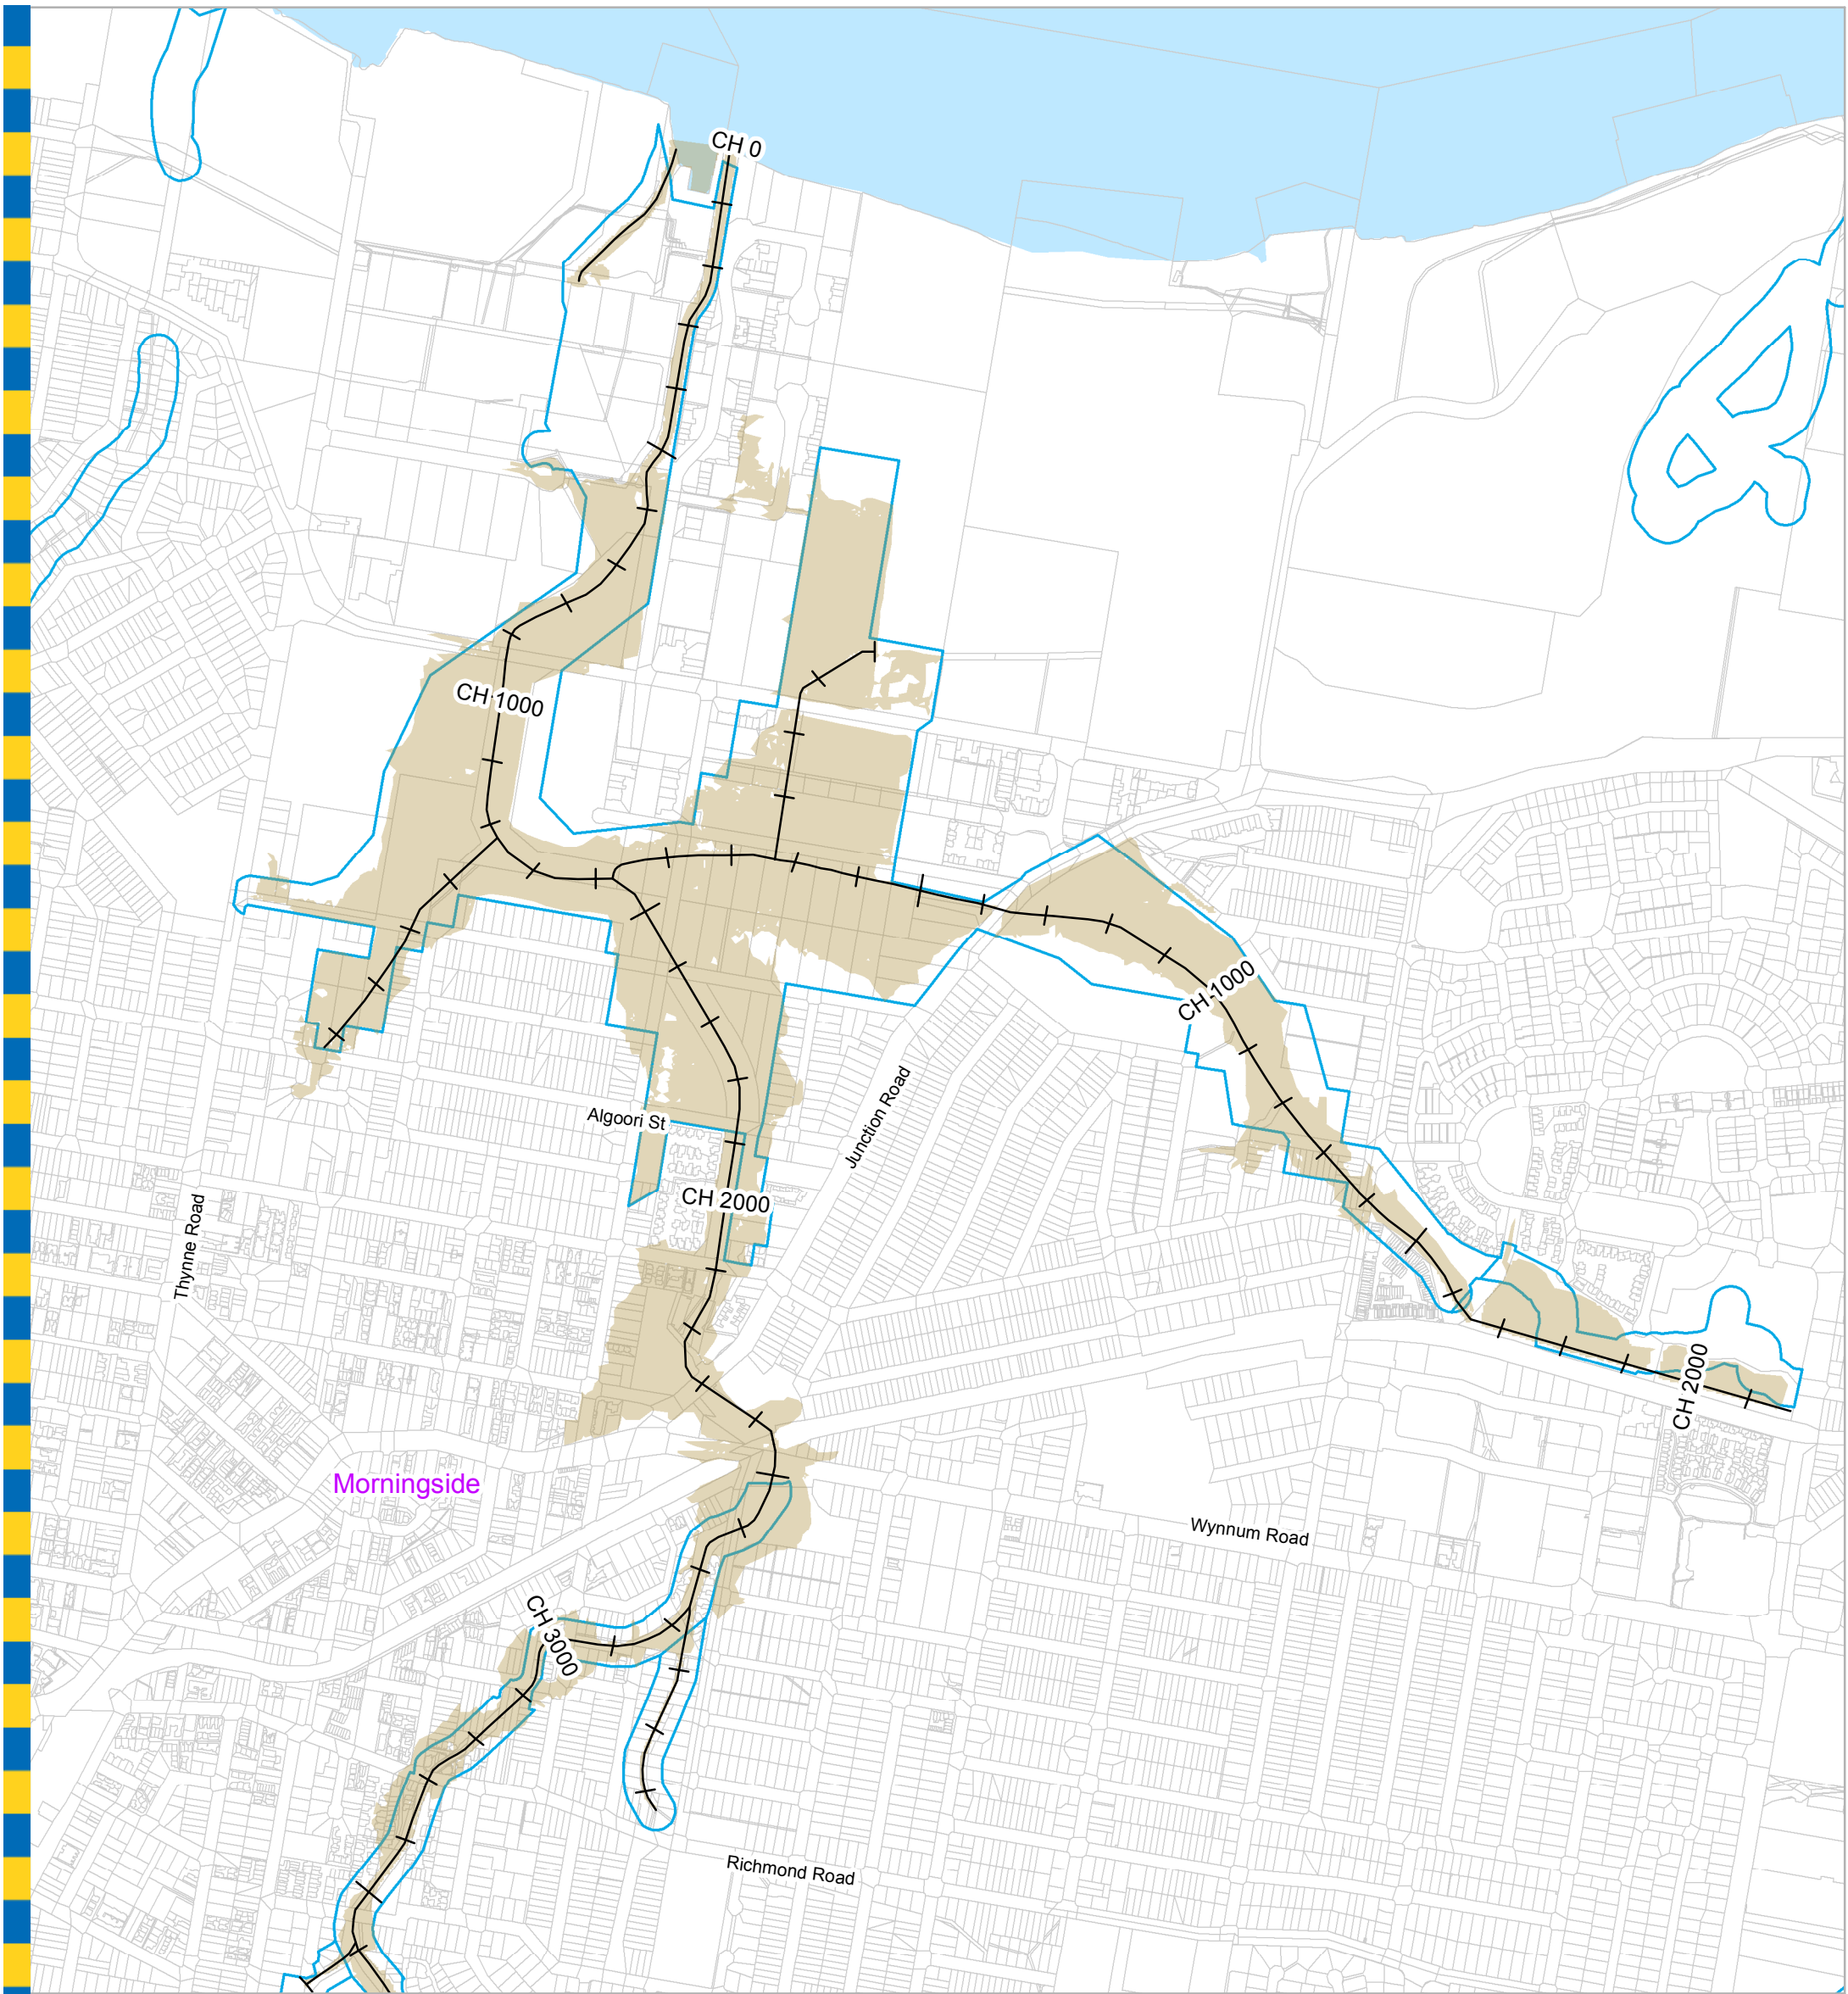 CH 0
CH 1000
CH 1000
Junction Road
Algoori St
CH 2000
Thynne Road
CH 2000
Morningside
Wynnum Road
CH 3000
Richmond Road